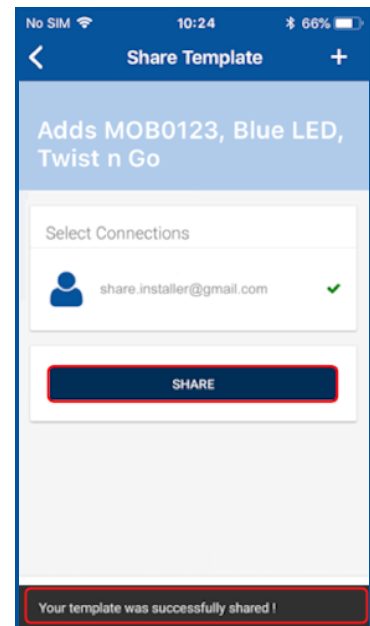 No SIM 10:24 66%
Share Template +
Adds MOB0123, Blue LED,
Twist n Go
Select Connections
share.installer@gmail.com
SHARE
Your template was successfully shared !